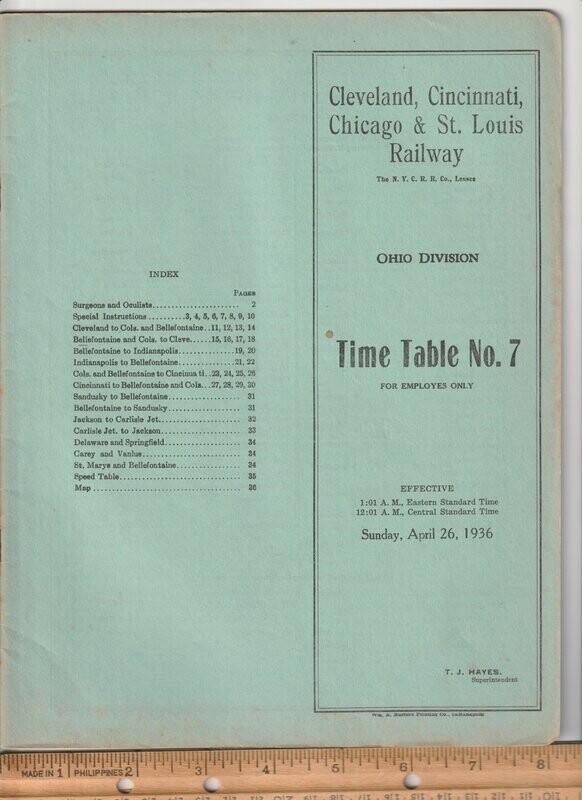 INDEX
PAGES
Surgeons and Oculists...................... 2
Special Instructions ..........3, 4, 5, 6, 7, 8, 9, 10
Cleveland to Cols. and Bellefontaine..11, 12, 13, 14
Bellefontaine and Cols. to Cleve......15, 16, 17, 18
Bellefontaine to Indianapolis...............19, 20
Indianapolis to Bellefontaine...............21, 22
Cols. and Bellefontaine to Cincinna ti..23, 24, 25, 26
Cincinnati to Bellefontaine and Cols...27, 28, 29, 30
Sandusky to Bellefontaine................... 31
Bellefontaine to Sandusky................... 31
Jackson to Carlisle Jct..................... 32
Carlisle Jct. to Jackson.................... 33
Delaware and Springfield.................... 34
Carey and Vanlue............................ 34
St. Marys and Bellefontaine................. 34
Speed Table................................. 35
Map ........................................ 36
Cleveland, Cincinnati,
Chicago & St. Louis
Railway
The N. Y. C. R. R. Co., Lessee
OHIO DIVISION
Time Table No. 7
FOR EMPLOYES ONLY
EFFECTIVE
1:01 A. M., Eastern Standard Time
12:01 A. M., Central Standard Time
Sunday, April 26, 1936
T. J. HAYES,
Superintendent
Printing Co., Indianapolis
MADE IN 1 PHILIPPINES 2 3 4 5 6 7 8